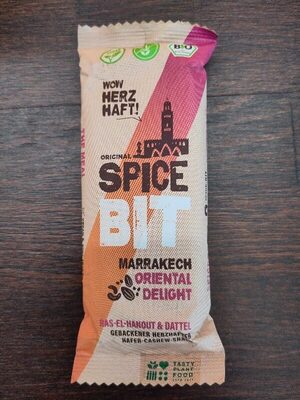 BIO
WOW
HERZ
HAFT!
ORIGINAL
SPICE
BIT
MARRAKECH
ORIENTAL
DELIGHT
RAS-EL-HANOUT & DATTEL
GEBACKENER HERZHAFTER
HAFER-CASHEW-SNACK
TASTY
PLANT
FOOD